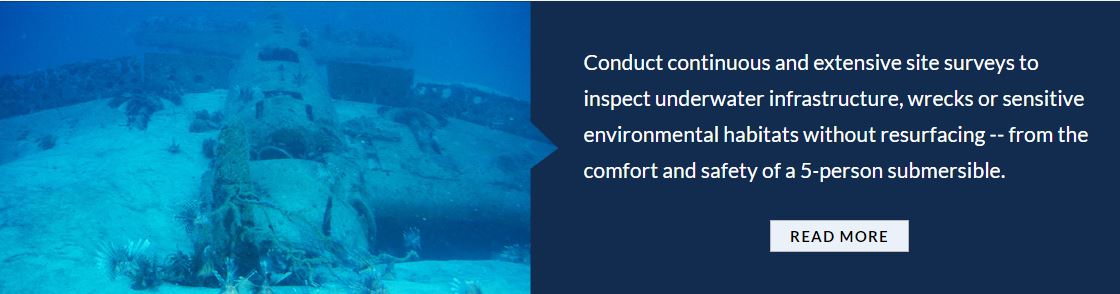 Conduct continuous and extensive site surveys to
inspect underwater infrastructure, wrecks or sensitive
environmental habitats without resurfacing -- from the
comfort and safety of a 5-person submersible.
READ MORE